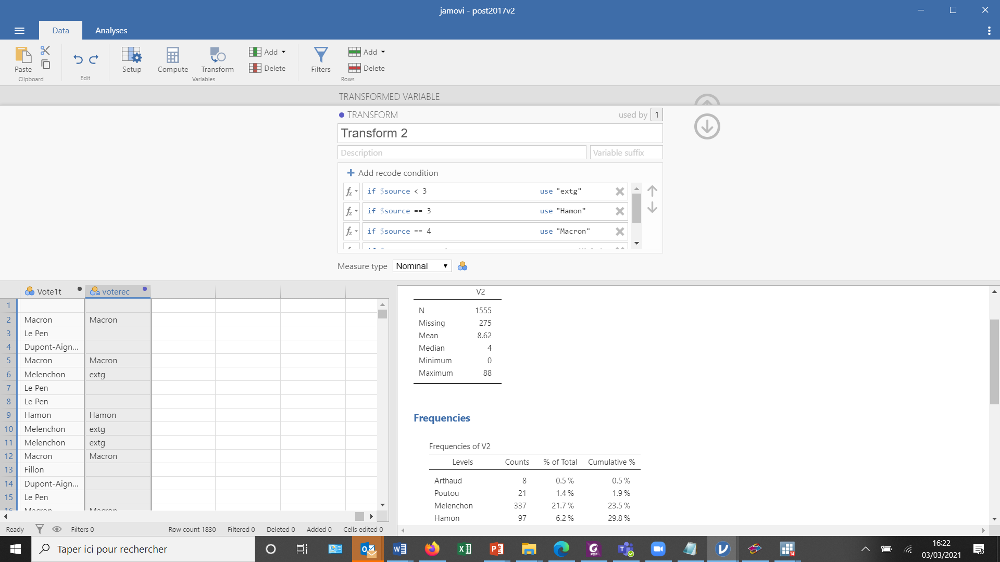 jamovi - post2017v2
Data
Analyses
Paste
Clipboard
Edit
Setup
Compute
Transform
Add
Delete
Variables
Filters
Add
Delete
Rows
TRANSFORMED VARIABLE
TRANSFORM
used by 1
Transform 2
Description
Variable suffix
Add recode condition
fx if $source < 3 use "extg"
fx if $source == 3 use "Hamon"
fx if $source == 4 use "Macron"
Measure type Nominal
Vote1t voterec
1
2 Macron Macron
3 Le Pen
4 Dupont-Aign...
5 Macron Macron
6 Melenchon extg
7 Le Pen
8 Le Pen
9 Hamon Hamon
10 Melenchon extg
11 Melenchon extg
12 Macron Macron
13 Fillon
14 Dupont-Aign...
15 Le Pen
16 Macron Macron
Ready
Filters 0
Row count 1830
Filtered 0
Deleted 0
Added 0
Cells edited 0
V2
N 1555
Missing 275
Mean 8.62
Median 4
Minimum 0
Maximum 88
Frequencies
Frequencies of V2
Levels Counts % of Total Cumulative %
Arthaud 8 0.5 % 0.5 %
Poutou 21 1.4 % 1.9 %
Melenchon 337 21.7 % 23.5 %
Hamon 97 6.2 % 29.8 %
Taper ici pour rechercher
PDF
14
16:22
03/03/2021